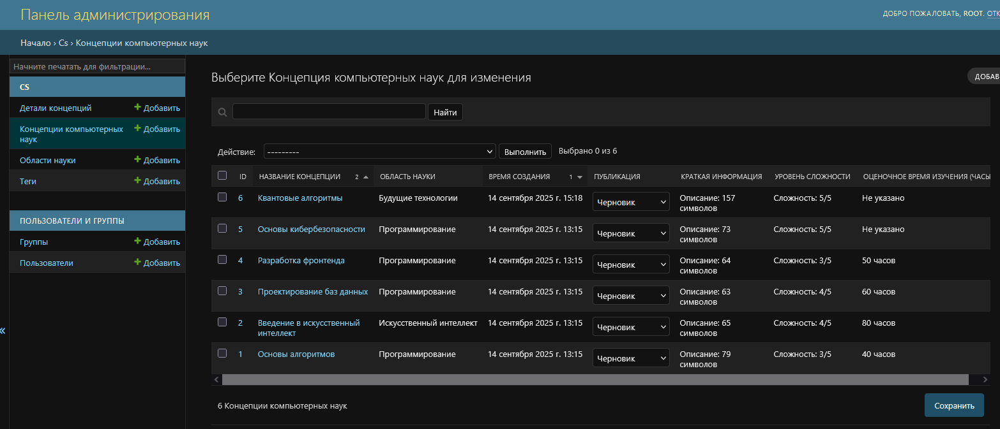 Панель администрирования
ДОБРО ПОЖАЛОВАТЬ, ROOT. ОТК
Начало › Cs › Концепции компьютерных наук
Начните печатать для фильтрации...
CS
Детали концепций + Добавить
Концепции компьютерных наук + Добавить
Области науки + Добавить
Теги + Добавить
ПОЛЬЗОВАТЕЛИ И ГРУППЫ
Группы + Добавить
Пользователи + Добавить
«
Выберите Концепция компьютерных наук для изменения
ДОБАВ
Найти
Действие: --------- Выполнить Выбрано 0 из 6
ID НАЗВАНИЕ КОНЦЕПЦИИ 2 ОБЛАСТЬ НАУКИ ВРЕМЯ СОЗДАНИЯ 1 ПУБЛИКАЦИЯ КРАТКАЯ ИНФОРМАЦИЯ УРОВЕНЬ СЛОЖНОСТИ ОЦЕНОЧНОЕ ВРЕМЯ ИЗУЧЕНИЯ (ЧАСЫ
6 Квантовые алгоритмы Будущие технологии 14 сентября 2025 г. 15:18 Черновик Описание: 157 символов Сложность: 5/5 Не указано
5 Основы кибербезопасности Программирование 14 сентября 2025 г. 13:15 Черновик Описание: 73 символов Сложность: 5/5 Не указано
4 Разработка фронтенда Программирование 14 сентября 2025 г. 13:15 Черновик Описание: 64 символов Сложность: 3/5 50 часов
3 Проектирование баз данных Программирование 14 сентября 2025 г. 13:15 Черновик Описание: 63 символов Сложность: 4/5 60 часов
2 Введение в искусственный интеллект Искусственный интеллект 14 сентября 2025 г. 13:15 Черновик Описание: 65 символов Сложность: 4/5 80 часов
1 Основы алгоритмов Программирование 14 сентября 2025 г. 13:15 Черновик Описание: 79 символов Сложность: 3/5 40 часов
6 Концепции компьютерных наук
Сохранить